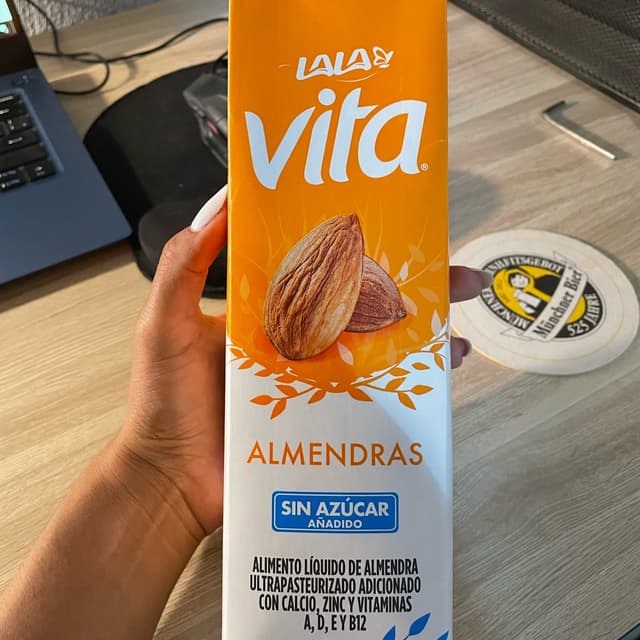 LALA
vita®
ALMENDRAS
SIN AZÚCAR
AÑADIDO
ALIMENTO LÍQUIDO DE ALMENDRA
ULTRAPASTEURIZADO ADICIONADO
CON CALCIO, ZINC Y VITAMINAS
A, D, E Y B12
Münchner Bier
525 JAHRE